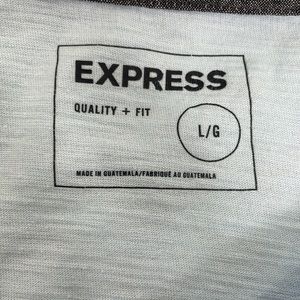 EXPRESS
QUALITY + FIT
L/G
MADE IN GUATEMALA/FABRIQUÉ AU GUATEMALA